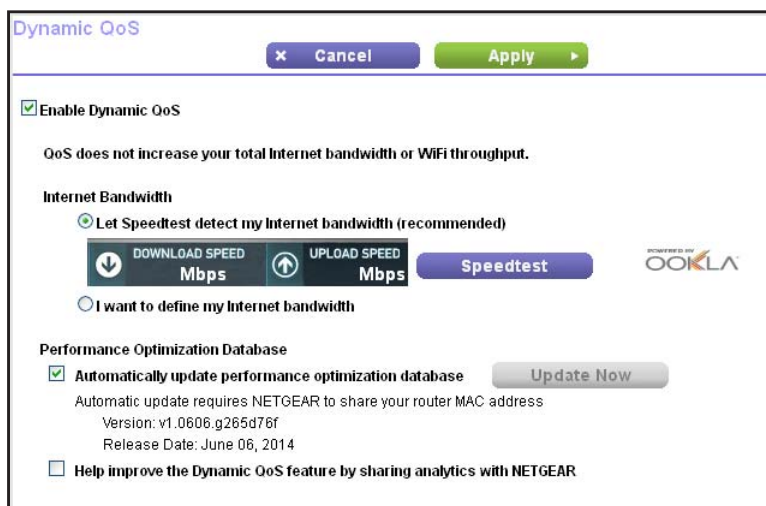 Dynamic QoS
Cancel
Apply
Enable Dynamic QoS
QoS does not increase your total Internet bandwidth or WiFi throughput.
Internet Bandwidth
Let Speedtest detect my Internet bandwidth (recommended)
DOWNLOAD SPEED
Mbps
UPLOAD SPEED
Mbps
Speedtest
POWERED BY
OOKLA
I want to define my Internet bandwidth
Performance Optimization Database
Automatically update performance optimization database
Update Now
Automatic update requires NETGEAR to share your router MAC address
Version: v1.0606.g265d76f
Release Date: June 06, 2014
Help improve the Dynamic QoS feature by sharing analytics with NETGEAR